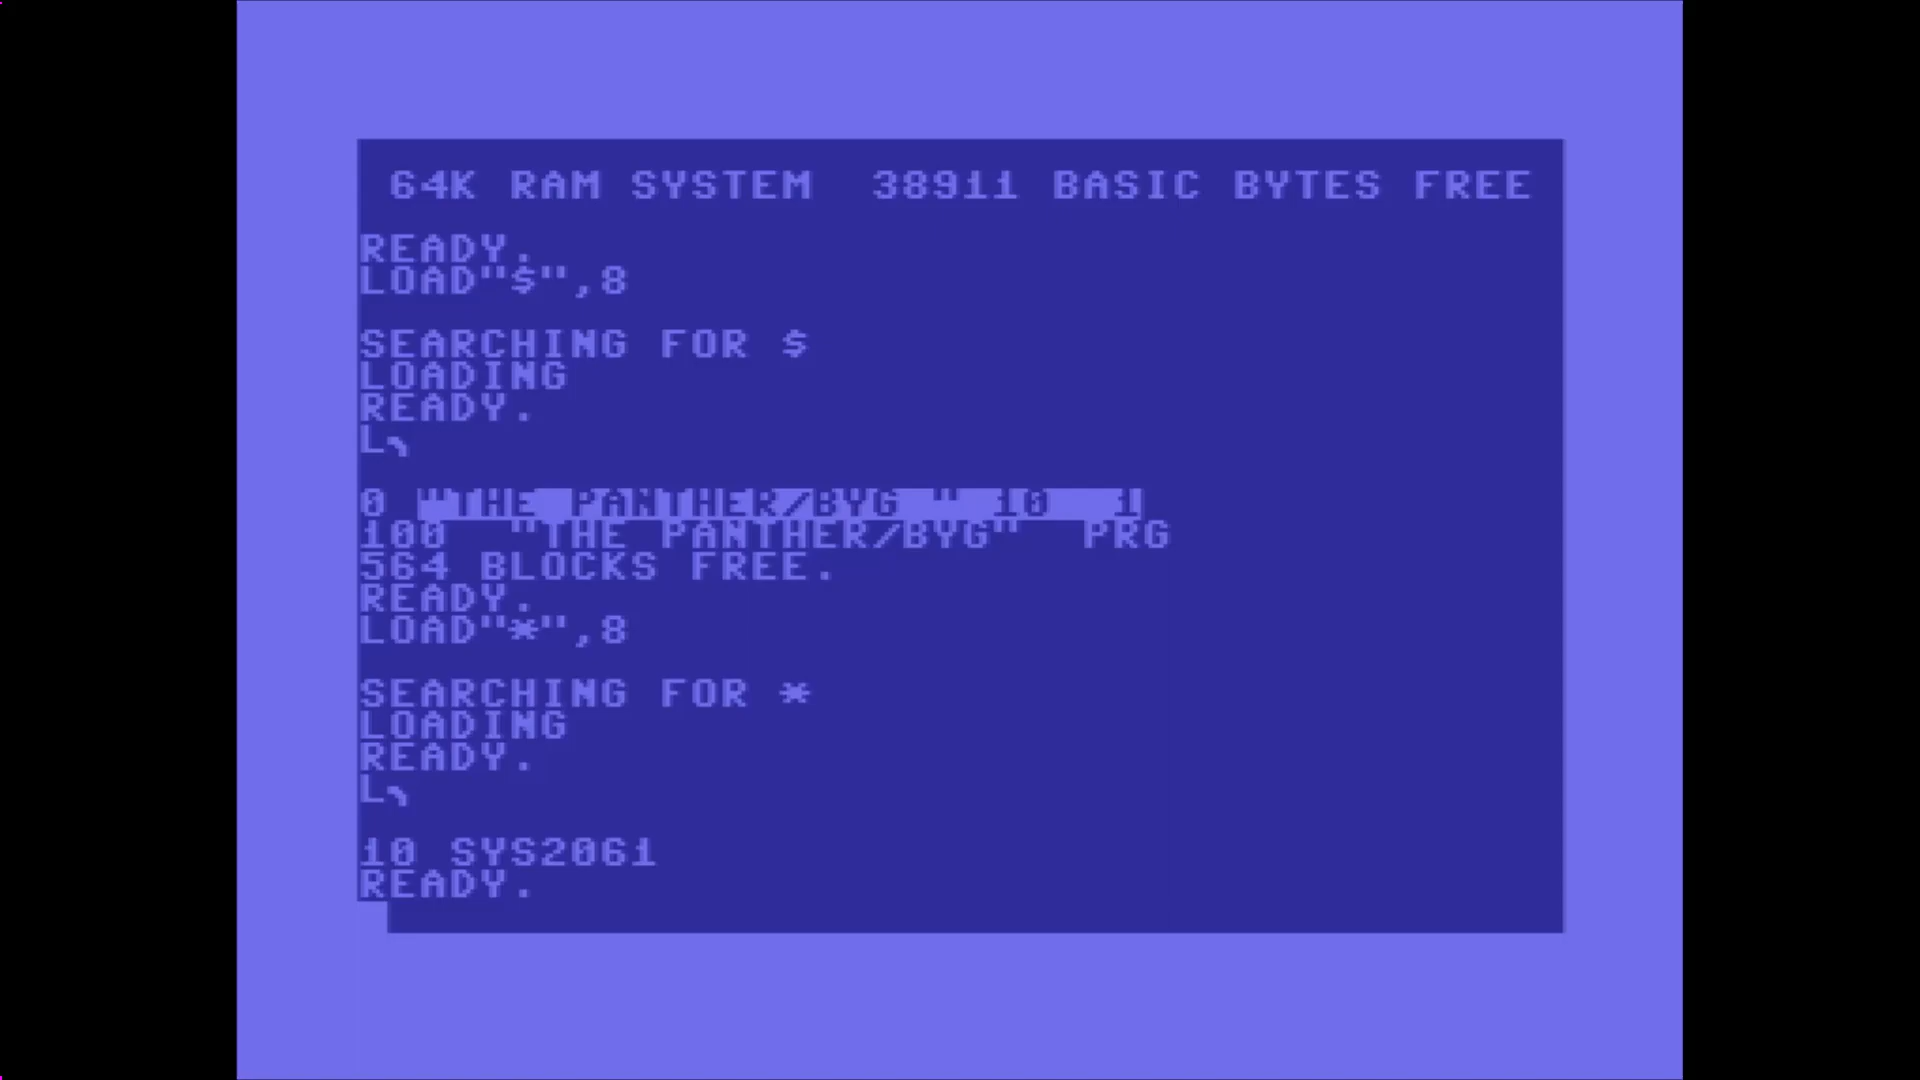 64K RAM SYSTEM  38911 BASIC BYTES FREE
READY.
LOAD"$",8
SEARCHING FOR $
LOADING
READY.
L╮
0 "THE PANTHER/BYG " 10  1
100  "THE PANTHER/BYG"  PRG
564 BLOCKS FREE.
READY.
LOAD"*",8
SEARCHING FOR *
LOADING
READY.
L╮
10 SYS2061
READY.